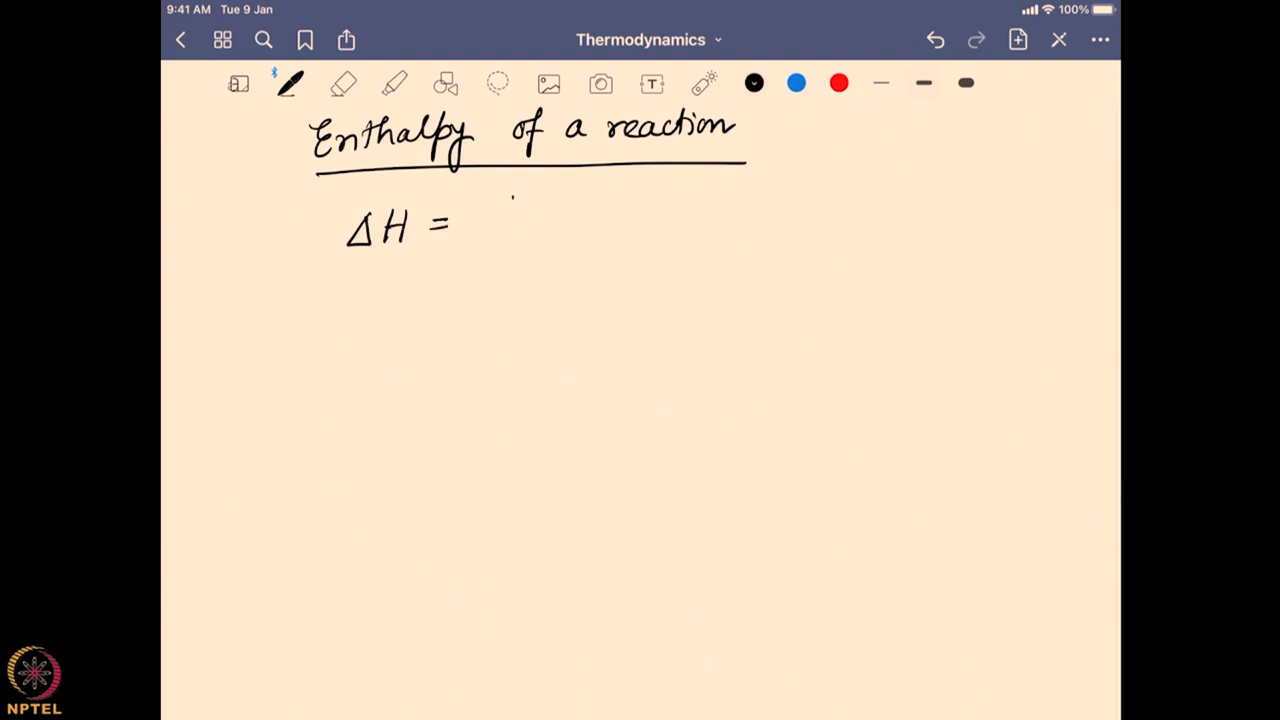 9:41 AM Tue 9 Jan 100%
Thermodynamics
T
Enthalpy of a reaction
ΔH =
NPTEL